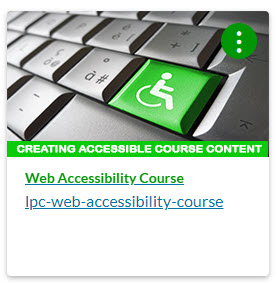 CREATING ACCESSIBLE COURSE CONTENT
Web Accessibility Course
lpc-web-accessibility-course